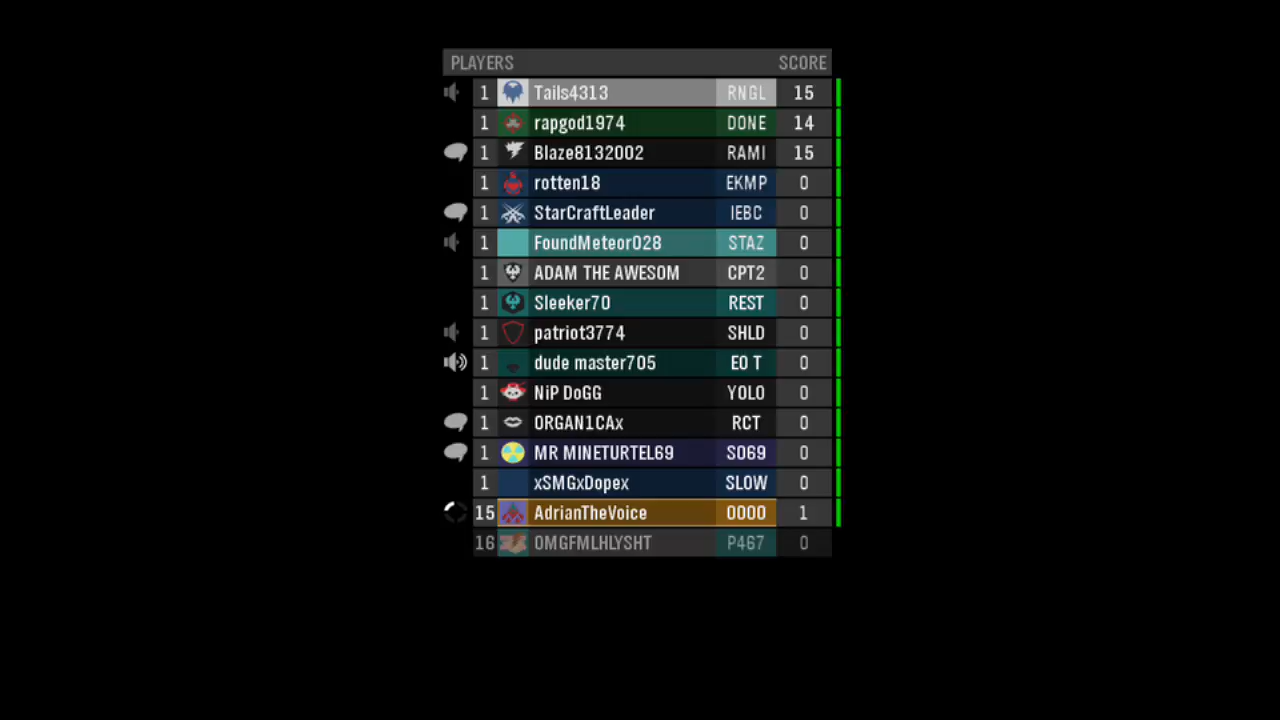 PLAYERS SCORE
1 Tails4313 RNGL 15
1 rapgod1974 DONE 14
1 Blaze8132002 RAMI 15
1 rotten18 EKMP 0
1 StarCraftLeader IEBC 0
1 FoundMeteor028 STAZ 0
1 ADAM THE AWESOM CPT2 0
1 Sleeker70 REST 0
1 patriot3774 SHLD 0
1 dude master705 EO T 0
1 NiP DoGG YOLO 0
1 ORGAN1CAx RCT 0
1 MR MINETURTEL69 SO69 0
1 xSMGxDopex SLOW 0
15 AdrianTheVoice 0000 1
16 OMGFMLHLYSHT P467 0